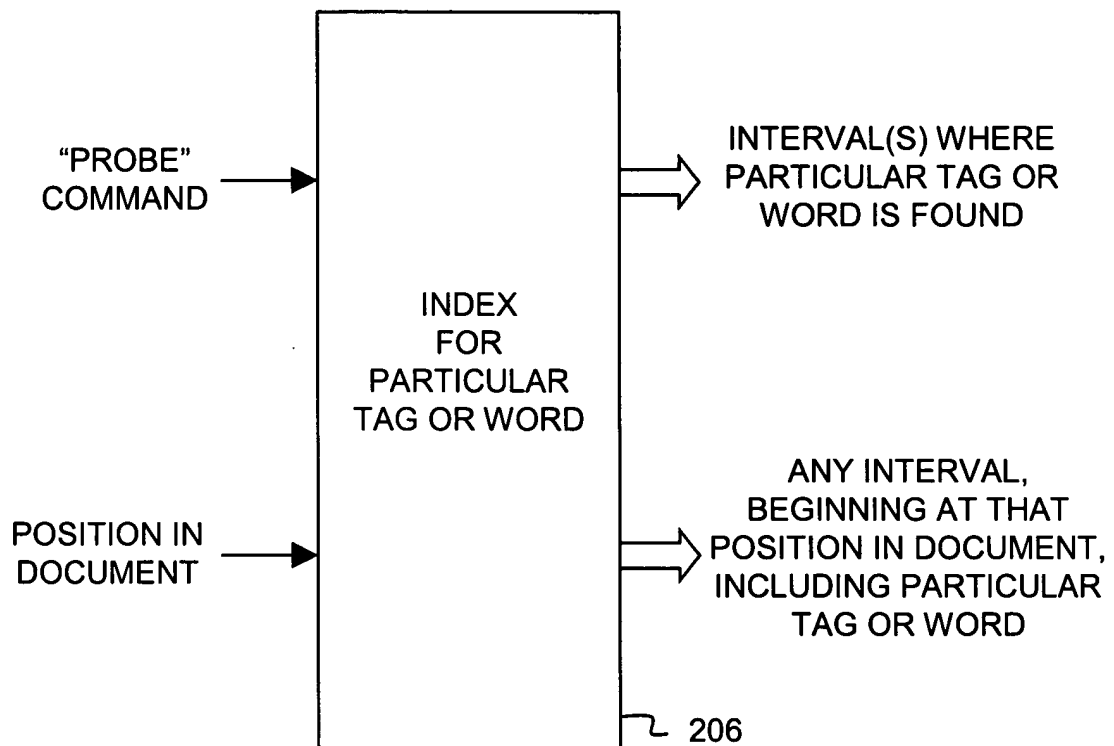 “PROBE”
COMMAND
INTERVAL(S) WHERE
PARTICULAR TAG OR
WORD IS FOUND
INDEX
FOR
PARTICULAR
TAG OR WORD
POSITION IN
DOCUMENT
ANY INTERVAL,
BEGINNING AT THAT
POSITION IN DOCUMENT,
INCLUDING PARTICULAR
TAG OR WORD
206